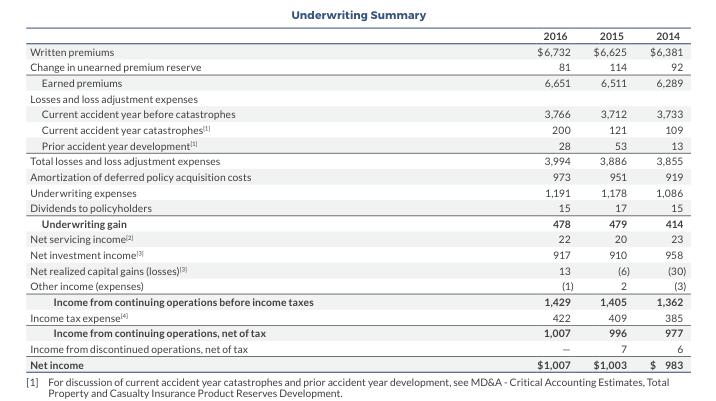 Underwriting Summary
2016 2015 2014
Written premiums $6,732 $6,625 $6,381
Change in unearned premium reserve 81 114 92
Earned premiums 6,651 6,511 6,289
Losses and loss adjustment expenses
Current accident year before catastrophes 3,766 3,712 3,733
Current accident year catastrophes[1] 200 121 109
Prior accident year development[1] 28 53 13
Total losses and loss adjustment expenses 3,994 3,886 3,855
Amortization of deferred policy acquisition costs 973 951 919
Underwriting expenses 1,191 1,178 1,086
Dividends to policyholders 15 17 15
Underwriting gain 478 479 414
Net servicing income[2] 22 20 23
Net investment income[3] 917 910 958
Net realized capital gains (losses)[3] 13 (6) (30)
Other income (expenses) (1) 2 (3)
Income from continuing operations before income taxes 1,429 1,405 1,362
Income tax expense[4] 422 409 385
Income from continuing operations, net of tax 1,007 996 977
Income from discontinued operations, net of tax — 7 6
Net income $1,007 $1,003 $ 983
[1] For discussion of current accident year catastrophes and prior accident year development, see MD&A - Critical Accounting Estimates, Total
Property and Casualty Insurance Product Reserves Development.